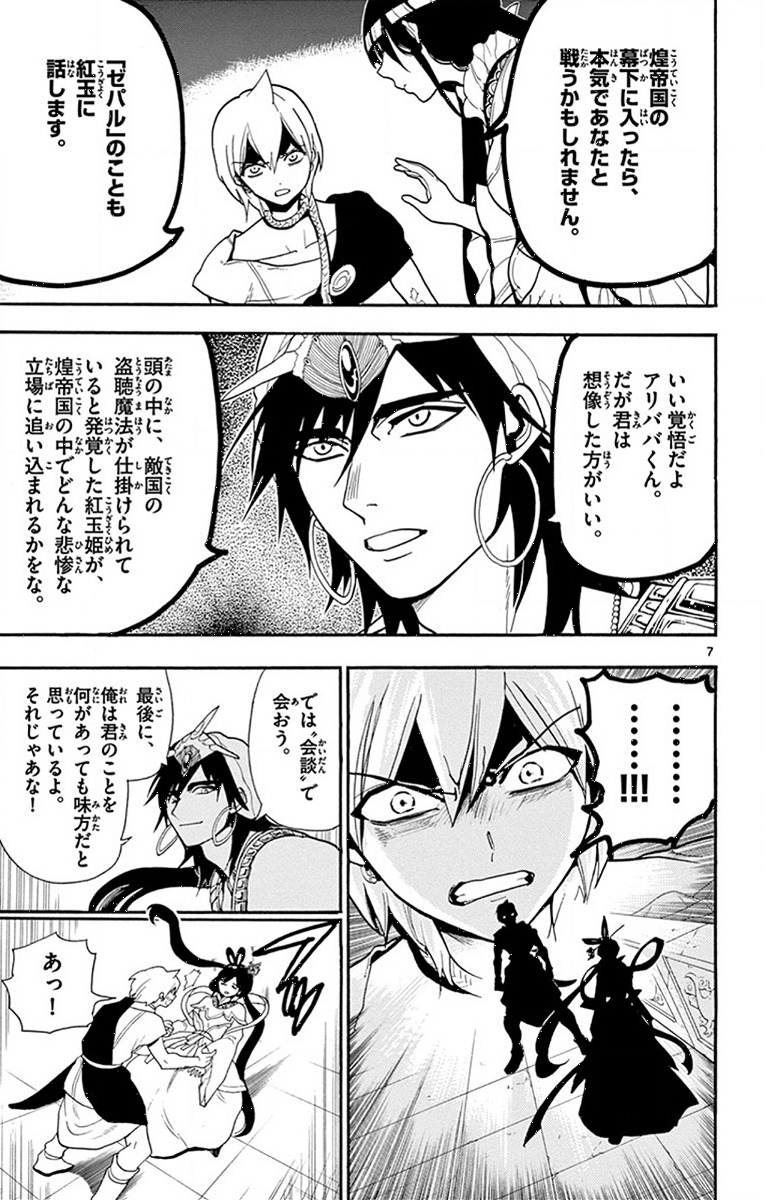 煌帝国の
幕下に入ったら、
本気であなたと
戦うかもしれません。
「ゼパル」のことも
紅玉に
話します。
いい覚悟だよ
アリババくん。
だが君は
想像した方がいい。
頭の中に、敵国の
盗聴魔法が仕掛けられて
いると発覚した紅玉姫が、
煌帝国の中でどんな悲惨な
立場に追い込まれるかをな。
7
………
………!!!
では〝会談〟で
会おう。
最後に、
俺は君のことを
何があっても味方だと
思っているよ。
それじゃあな!
あっ!